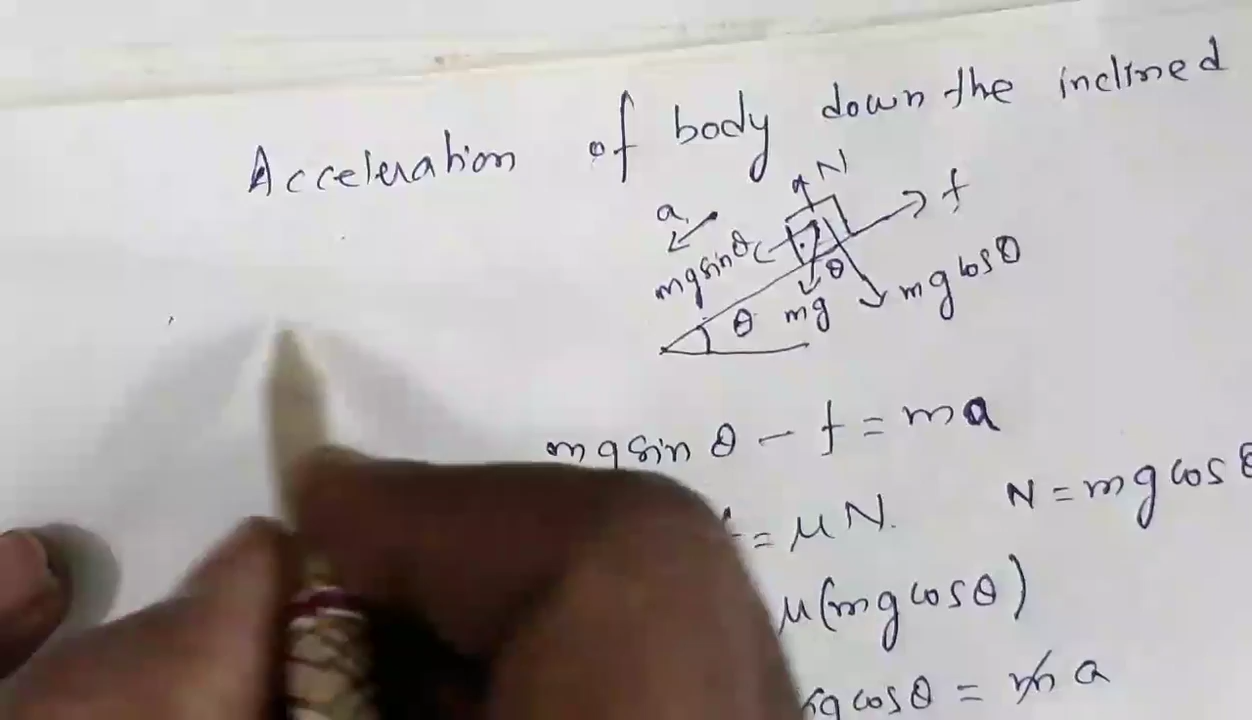 Acceleration of body down the inclined
N
a
f
mg sinθ
θ
mg cosθ
θ mg
mg sin θ - f = ma
= μN. N = mg cos θ
μ(mg cosθ)
g cosθ = m a